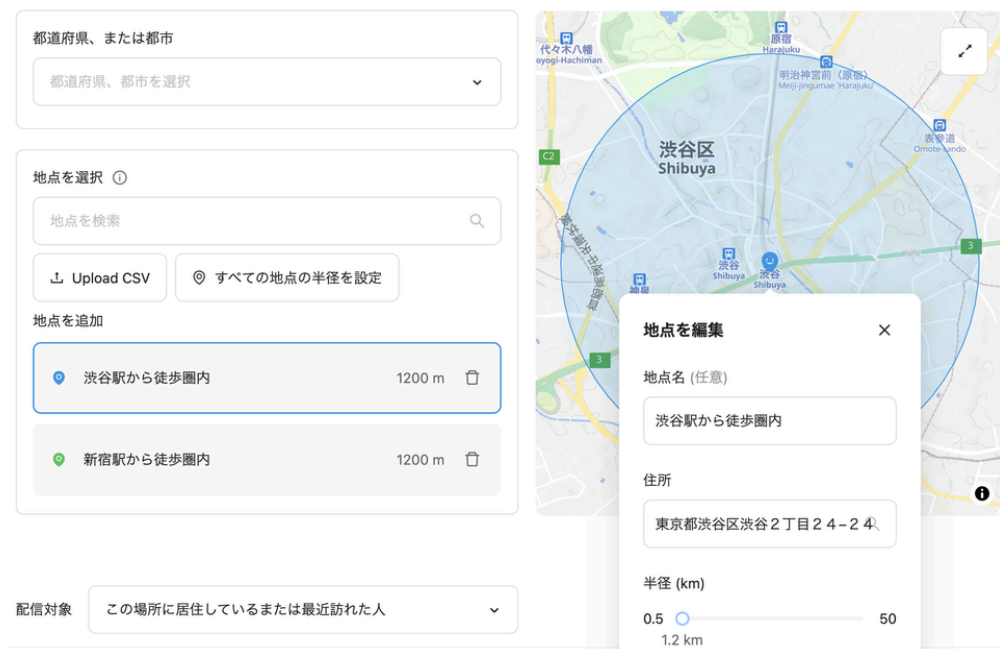 都道府県、または都市
都道府県、都市を選択
地点を選択
地点を検索
Upload CSV
すべての地点の半径を設定
地点を追加
渋谷駅から徒歩圏内
1200 m
新宿駅から徒歩圏内
1200 m
配信対象
この場所に居住しているまたは最近訪れた人
代々木八幡
oyogi-Hachiman
原宿
Harajuku
明治神宮前〈原宿〉
Meiji-jingumae 'Harajuku'
表参道
Omote-sando
C2
渋谷区
Shibuya
3
渋谷
Shibuya
渋谷
Shibuya
神泉
3
地点を編集
地点名 (任意)
渋谷駅から徒歩圏内
住所
東京都渋谷区渋谷２丁目２４−２４
半径 (km)
0.5
50
1.2 km